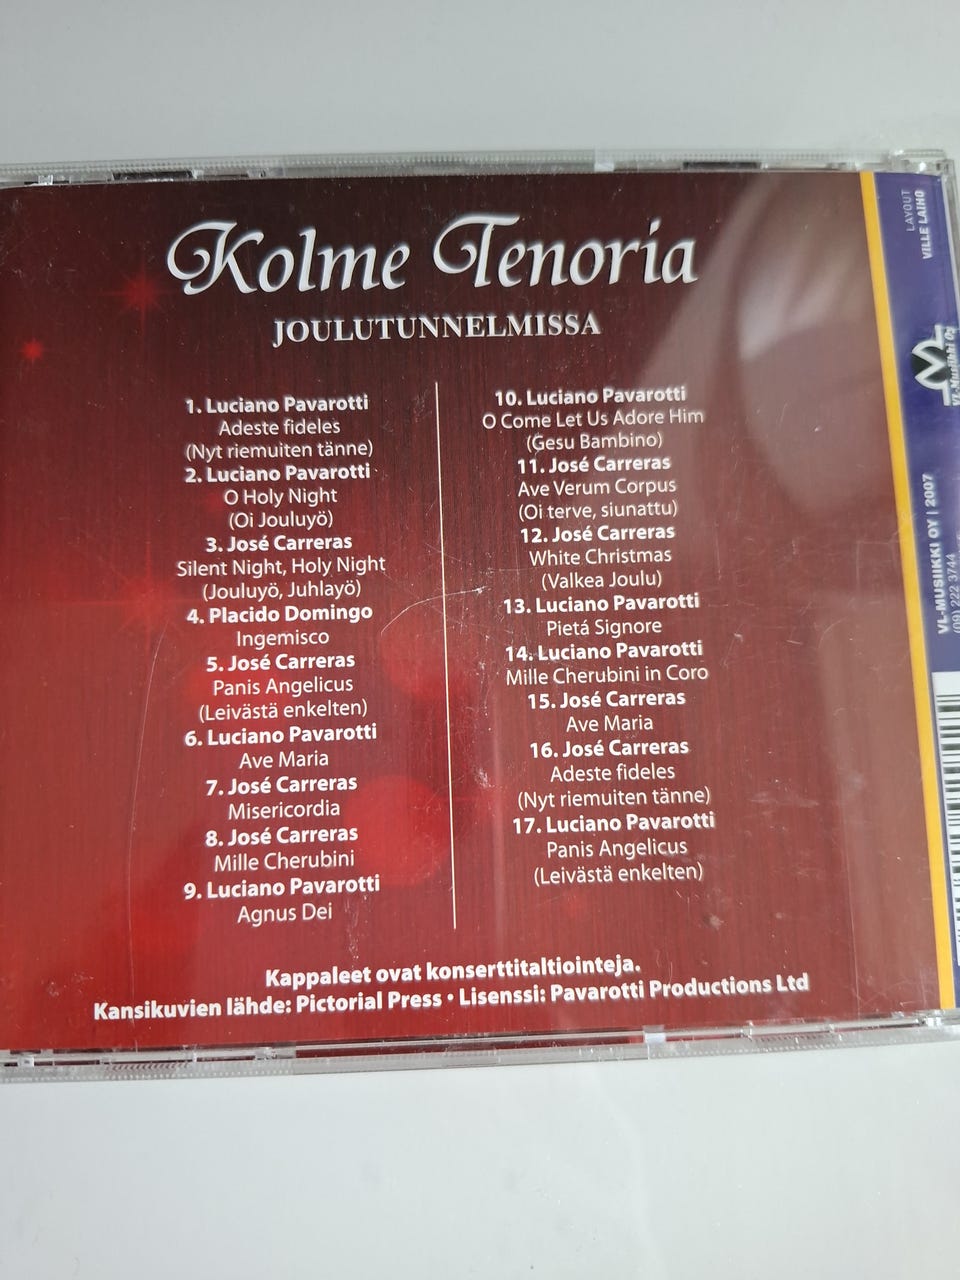 Kolme Tenoria
JOULUTUNNELMISSA
1. Luciano Pavarotti
Adeste fideles
(Nyt riemuiten tänne)
2. Luciano Pavarotti
O Holy Night
(Oi Jouluyö)
3. José Carreras
Silent Night, Holy Night
(Jouluyö, Juhlayö)
4. Placido Domingo
Ingemisco
5. José Carreras
Panis Angelicus
(Leivästä enkelten)
6. Luciano Pavarotti
Ave Maria
7. José Carreras
Misericordia
8. José Carreras
Mille Cherubini
9. Luciano Pavarotti
Agnus Dei
10. Luciano Pavarotti
O Come Let Us Adore Him
(Gesu Bambino)
11. José Carreras
Ave Verum Corpus
(Oi terve, siunattu)
12. José Carreras
White Christmas
(Valkea Joulu)
13. Luciano Pavarotti
Pietá Signore
14. Luciano Pavarotti
Mille Cherubini in Coro
15. José Carreras
Ave Maria
16. José Carreras
Adeste fideles
(Nyt riemuiten tänne)
17. Luciano Pavarotti
Panis Angelicus
(Leivästä enkelten)
Kappaleet ovat konserttitaltiointeja.
Kansikuvien lähde: Pictorial Press • Lisenssi: Pavarotti Productions Ltd
LAYOUT
VILLE LAIHO
VL-Musiikki Oy
VL-MUSIIKKI OY | 2007
(09) 222 3744